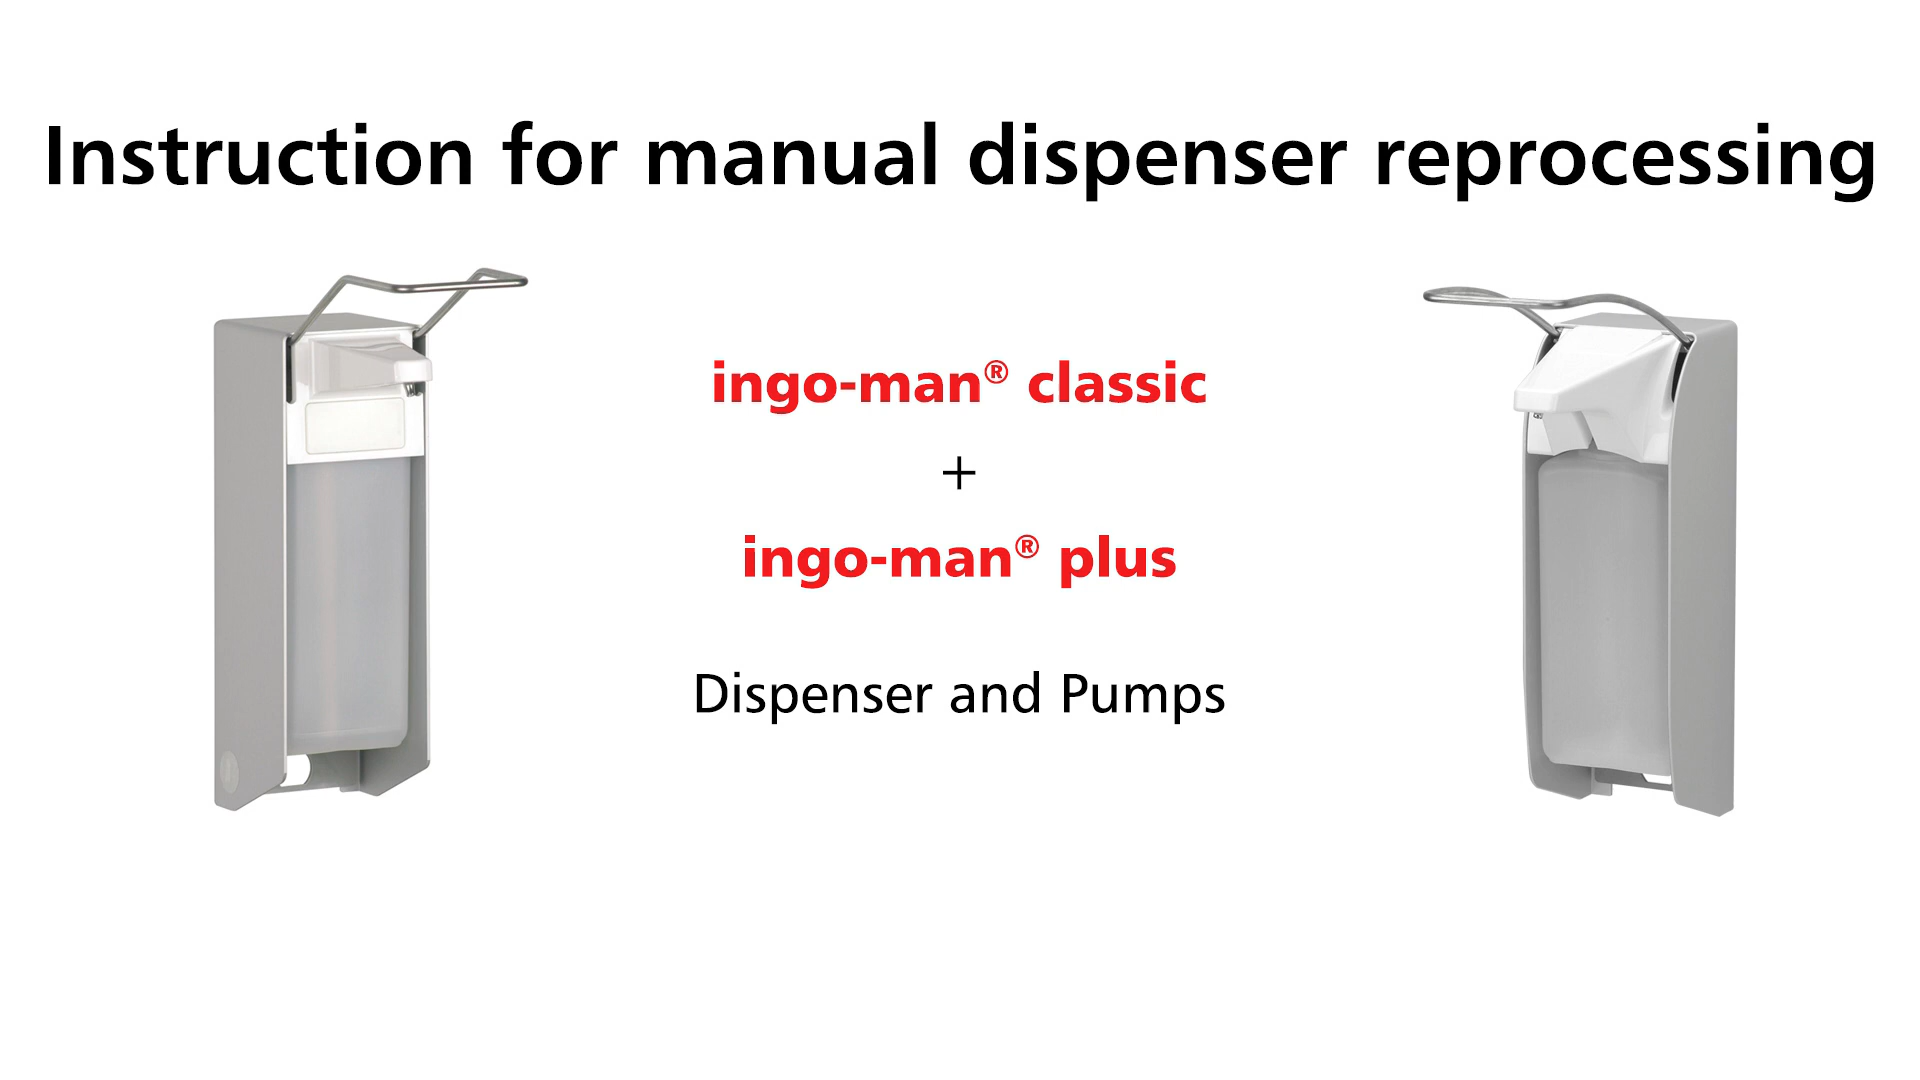 Instruction for manual dispenser reprocessing
ingo-man® classic
+
ingo-man® plus
Dispenser and Pumps